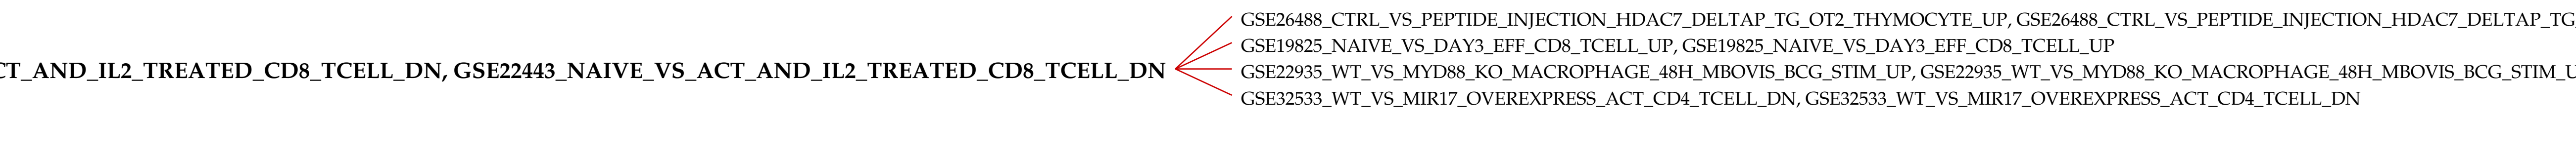 CT_AND_IL2_TREATED_CD8_TCELL_DN, GSE22443_NAIVE_VS_ACT_AND_IL2_TREATED_CD8_TCELL_DN
GSE26488_CTRL_VS_PEPTIDE_INJECTION_HDAC7_DELTAP_TG_OT2_THYMOCYTE_UP, GSE26488_CTRL_VS_PEPTIDE_INJECTION_HDAC7_DELTAP_TG
GSE19825_NAIVE_VS_DAY3_EFF_CD8_TCELL_UP, GSE19825_NAIVE_VS_DAY3_EFF_CD8_TCELL_UP
GSE22935_WT_VS_MYD88_KO_MACROPHAGE_48H_MBOVIS_BCG_STIM_UP, GSE22935_WT_VS_MYD88_KO_MACROPHAGE_48H_MBOVIS_BCG_STIM_U
GSE32533_WT_VS_MIR17_OVEREXPRESS_ACT_CD4_TCELL_DN, GSE32533_WT_VS_MIR17_OVEREXPRESS_ACT_CD4_TCELL_DN